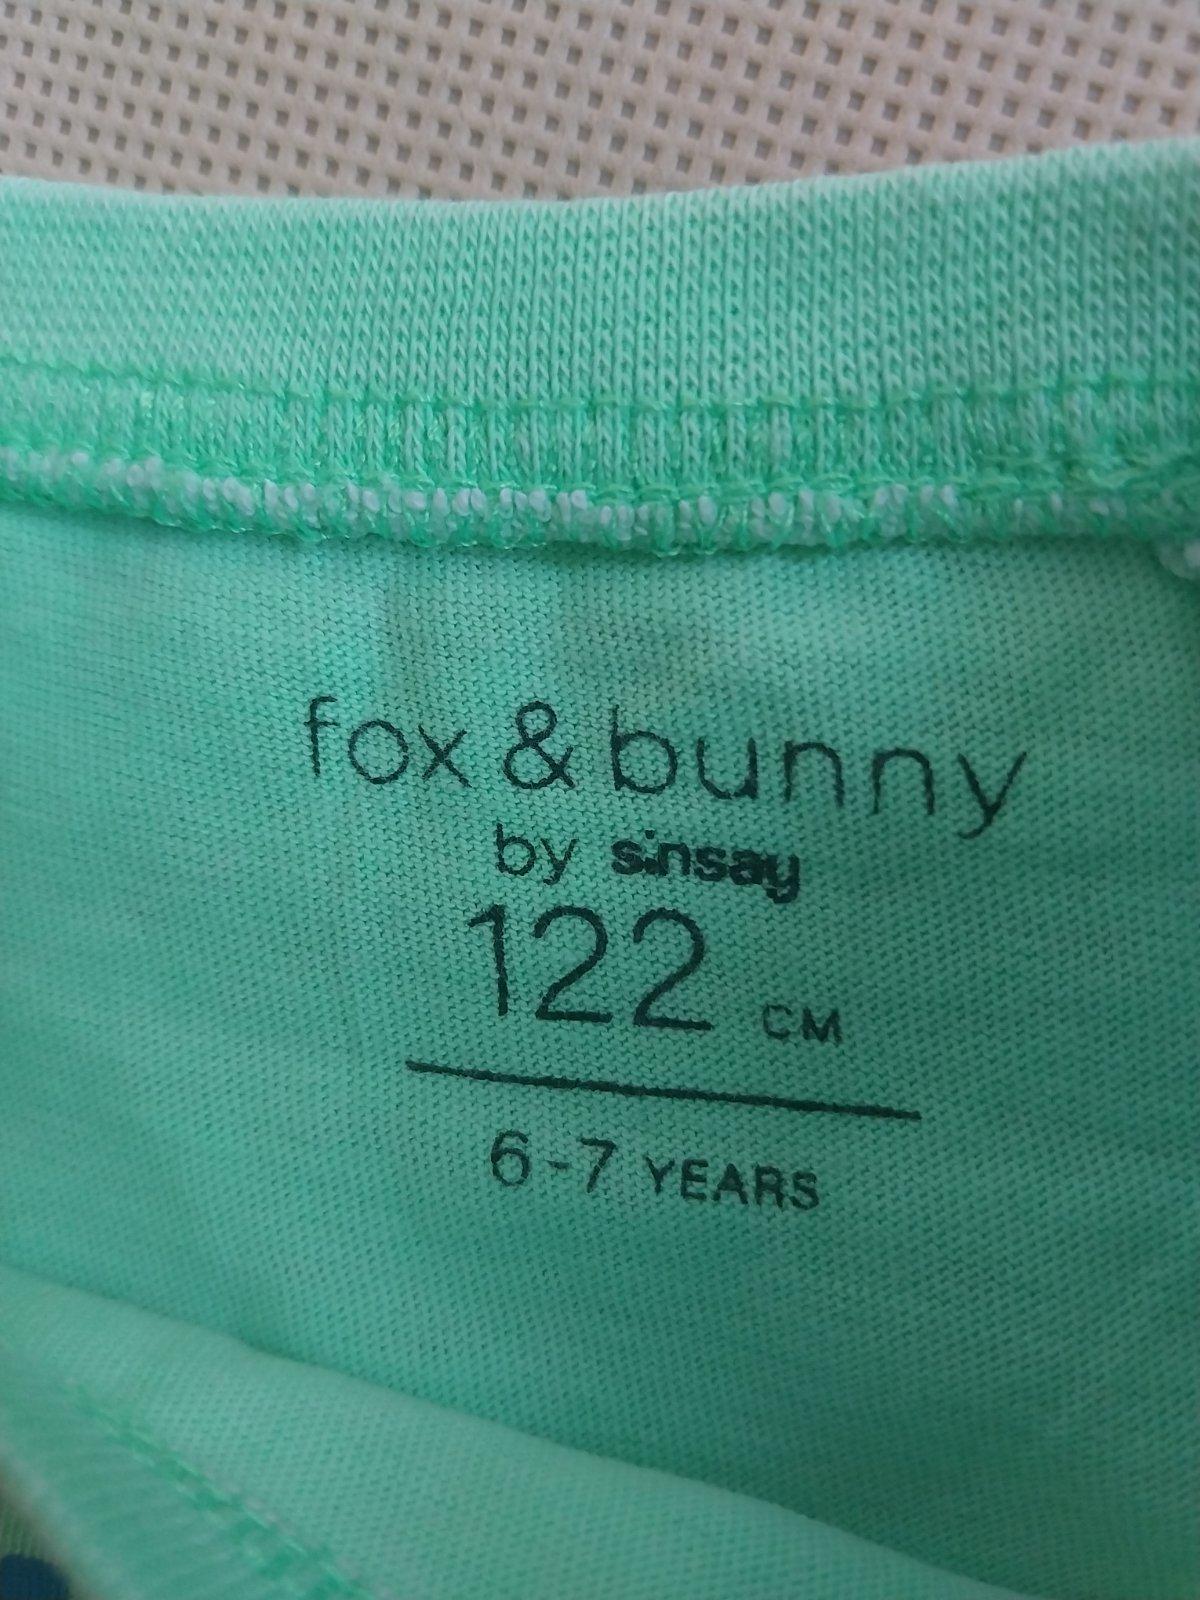 fox & bunny
by sinsay
122 CM
6-7 YEARS